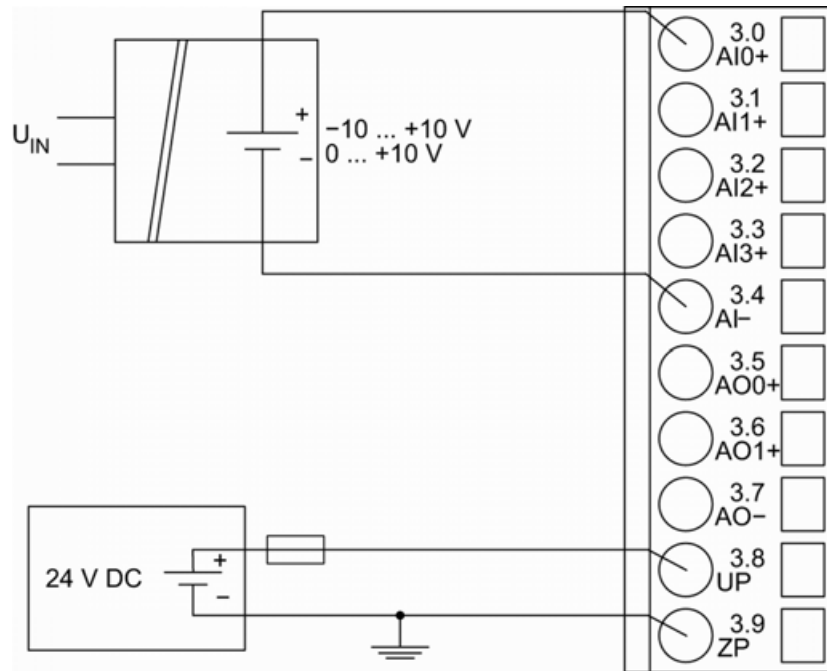 U_IN
+
−10 ... +10 V
− 0 ... +10 V
24 V DC
+
−
3.0
AI0+
3.1
AI1+
3.2
AI2+
3.3
AI3+
3.4
AI−
3.5
AO0+
3.6
AO1+
3.7
AO−
3.8
UP
3.9
ZP